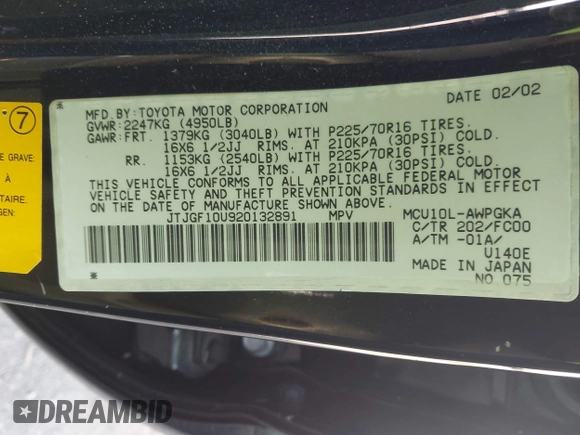 MFD.BY:TOYOTA MOTOR CORPORATION DATE 02/02
GVWR:2247KG (4950LB)
GAWR:FRT. 1379KG (3040LB) WITH P225/70R16 TIRES.
16X6 1/2JJ RIMS. AT 210KPA (30PSI) COLD.
RR. 1153KG (2540LB) WITH P225/70R16 TIRES.
16X6 1/2JJ RIMS. AT 210KPA (30PSI) COLD.
THIS VEHICLE CONFORMS TO ALL APPLICABLE FEDERAL MOTOR
VEHICLE SAFETY AND THEFT PREVENTION STANDARDS IN EFFECT
ON THE DATE OF MANUFACTURE SHOWN ABOVE.
JTJGF10U920132891 MPV MCU10L-AWPGKA
C/TR 202/FC00
A/TM -01A/
U140E
MADE IN JAPAN
NO.075
7
E GRAVE:
À
TAIRE.
ENT
DREAMBID